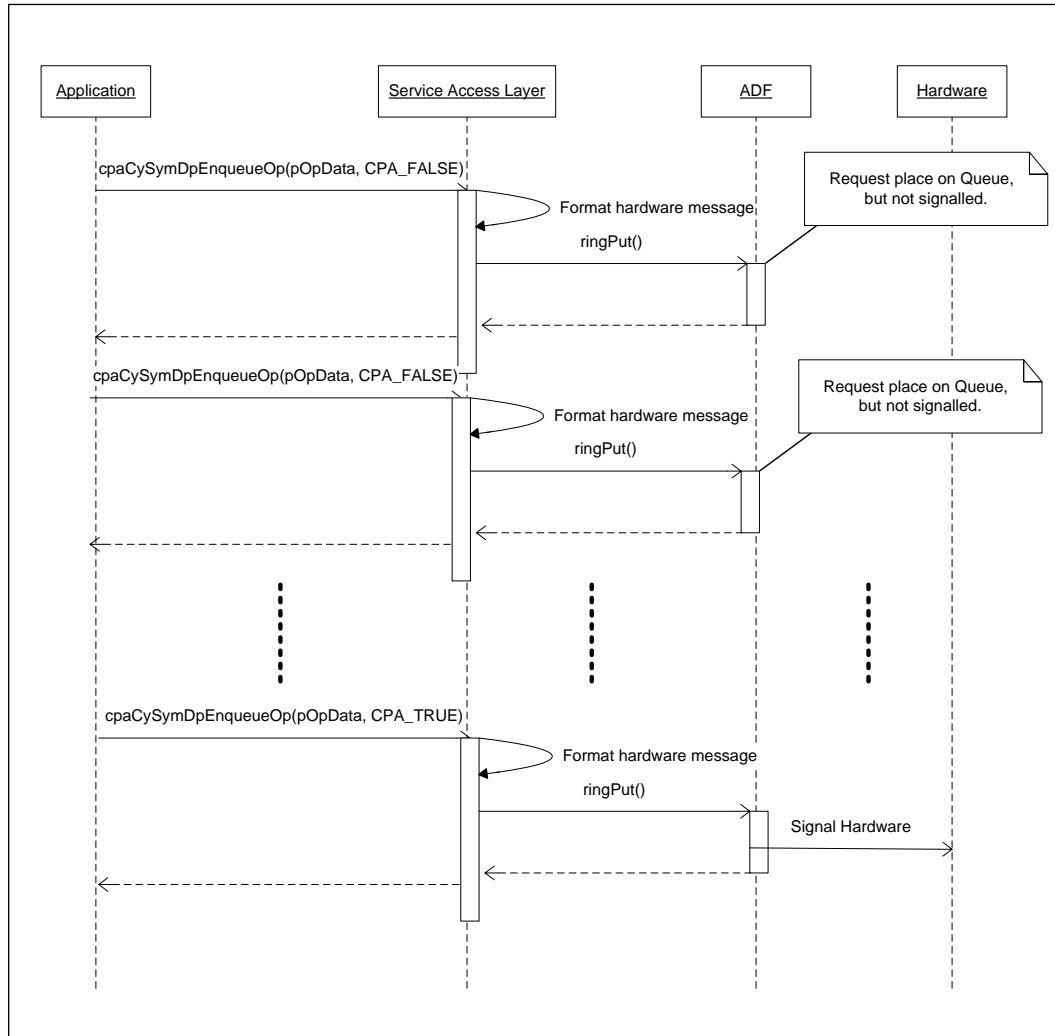 Application
Service Access Layer
ADF
Hardware
cpaCySymDpEnqueueOp(pOpData, CPA_FALSE)
Request place on Queue,
but not signalled.
Format hardware message
ringPut()
cpaCySymDpEnqueueOp(pOpData, CPA_FALSE)
Request place on Queue,
but not signalled.
Format hardware message
ringPut()
cpaCySymDpEnqueueOp(pOpData, CPA_TRUE)
Format hardware message
ringPut()
Signal Hardware